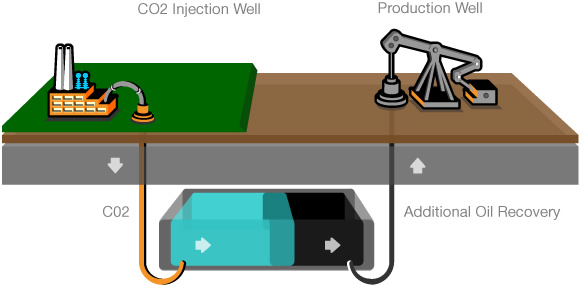 CO2 Injection Well
Production Well
C02
Additional Oil Recovery